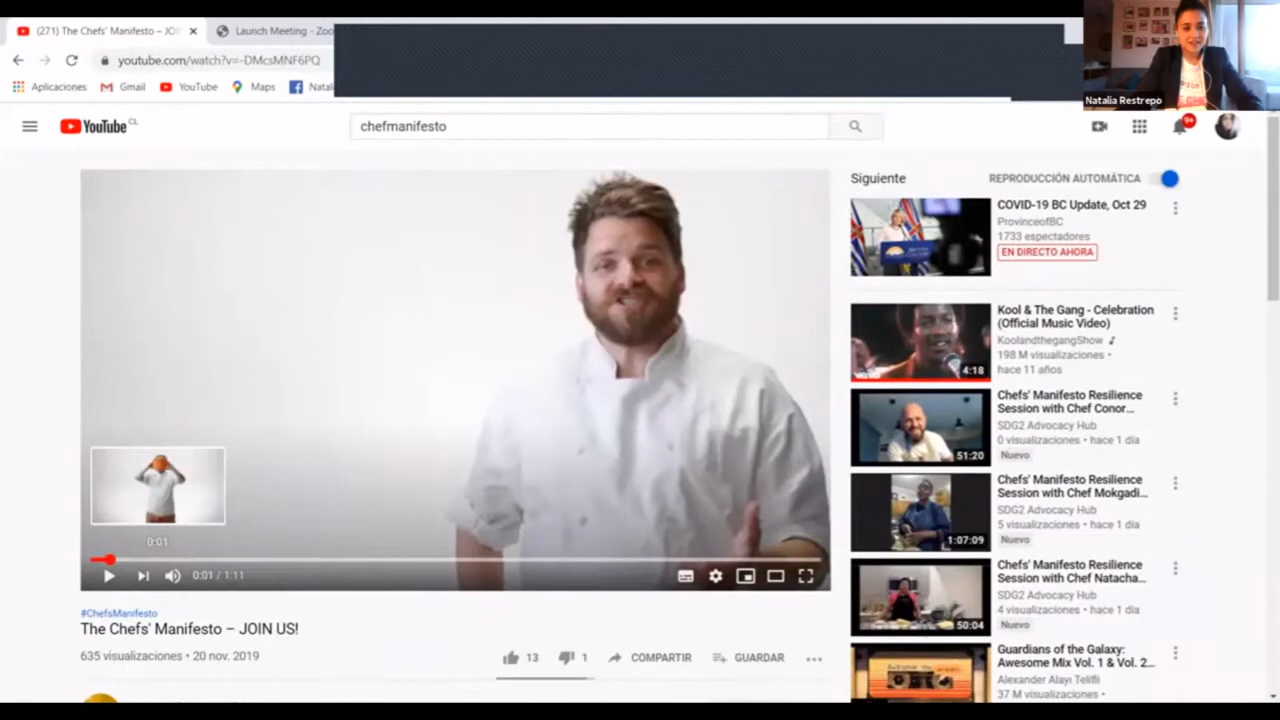 (271) The Chefs' Manifesto – JOI
Launch Meeting - Zoo
youtube.com/watch?v=-DMcsMNF6PQ
Aplicaciones
Gmail
YouTube
Maps
Natali
Natalia Restrepo
YouTube CL
chefmanifesto
9+
Siguiente
REPRODUCCIÓN AUTOMÁTICA
COVID-19 BC Update, Oct 29
ProvinceofBC
1733 espectadores
EN DIRECTO AHORA
Kool & The Gang - Celebration
(Official Music Video)
KoolandthegangShow
198 M visualizaciones •
hace 11 años
4:18
Chefs' Manifesto Resilience
Session with Chef Conor...
SDG2 Advocacy Hub
0 visualizaciones • hace 1 día
Nuevo
51:20
Chefs' Manifesto Resilience
Session with Chef Mokgadi...
SDG2 Advocacy Hub
5 visualizaciones • hace 1 día
Nuevo
1:07:09
Chefs' Manifesto Resilience
Session with Chef Natacha...
SDG2 Advocacy Hub
4 visualizaciones • hace 1 día
Nuevo
50:04
Guardians of the Galaxy:
Awesome Mix Vol. 1 & Vol. 2...
Alexander Alayı Telifli
37 M visualizaciones •
0:01
0:01 / 1:11
#ChefsManifesto
The Chefs' Manifesto – JOIN US!
635 visualizaciones • 20 nov. 2019
13
1
COMPARTIR
GUARDAR